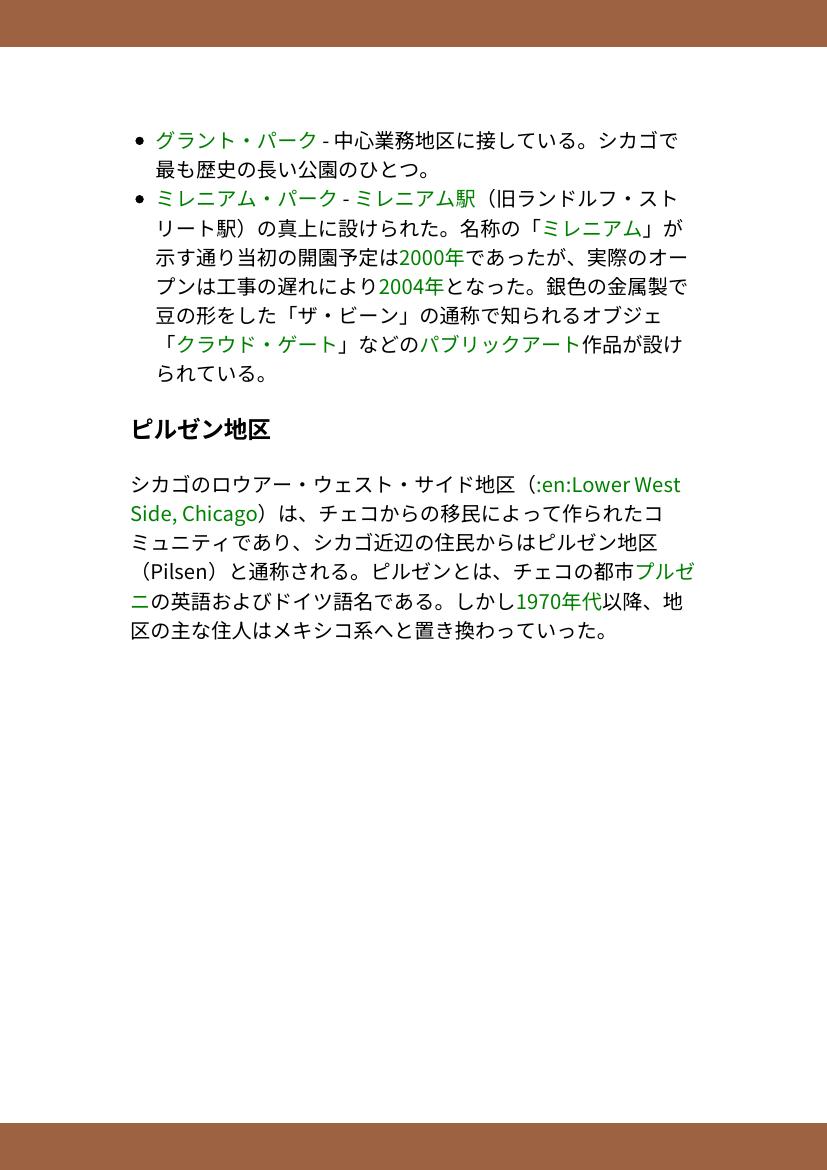 • グラント・パーク - 中心業務地区に接している。シカゴで
最も歴史の長い公園のひとつ。
• ミレニアム・パーク - ミレニアム駅（旧ランドルフ・スト
リート駅）の真上に設けられた。名称の「ミレニアム」が
示す通り当初の開園予定は2000年であったが、実際のオー
プンは工事の遅れにより2004年となった。銀色の金属製で
豆の形をした「ザ・ビーン」の通称で知られるオブジェ
「クラウド・ゲート」などのパブリックアート作品が設け
られている。
ピルゼン地区
シカゴのロウアー・ウェスト・サイド地区（:en:Lower West
Side, Chicago）は、チェコからの移民によって作られたコ
ミュニティであり、シカゴ近辺の住民からはピルゼン地区
（Pilsen）と通称される。ピルゼンとは、チェコの都市プルゼ
ニの英語およびドイツ語名である。しかし1970年代以降、地
区の主な住人はメキシコ系へと置き換わっていった。